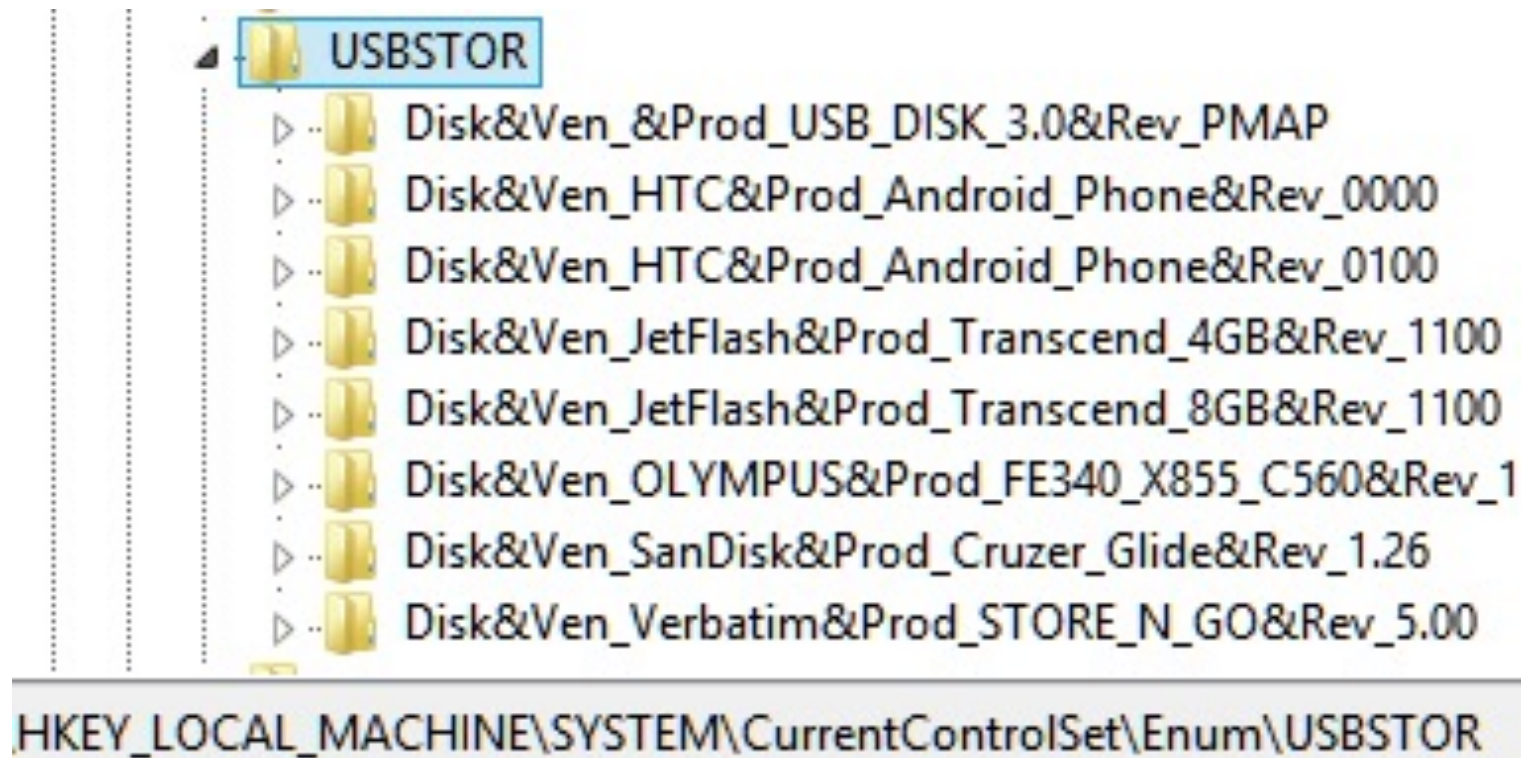 USBSTOR
Disk&Ven_&Prod_USB_DISK_3.0&Rev_PMAP
Disk&Ven_HTC&Prod_Android_Phone&Rev_0000
Disk&Ven_HTC&Prod_Android_Phone&Rev_0100
Disk&Ven_JetFlash&Prod_Transcend_4GB&Rev_1100
Disk&Ven_JetFlash&Prod_Transcend_8GB&Rev_1100
Disk&Ven_OLYMPUS&Prod_FE340_X855_C560&Rev_1
Disk&Ven_SanDisk&Prod_Cruzer_Glide&Rev_1.26
Disk&Ven_Verbatim&Prod_STORE_N_GO&Rev_5.00
\HKEY_LOCAL_MACHINE\SYSTEM\CurrentControlSet\Enum\USBSTOR